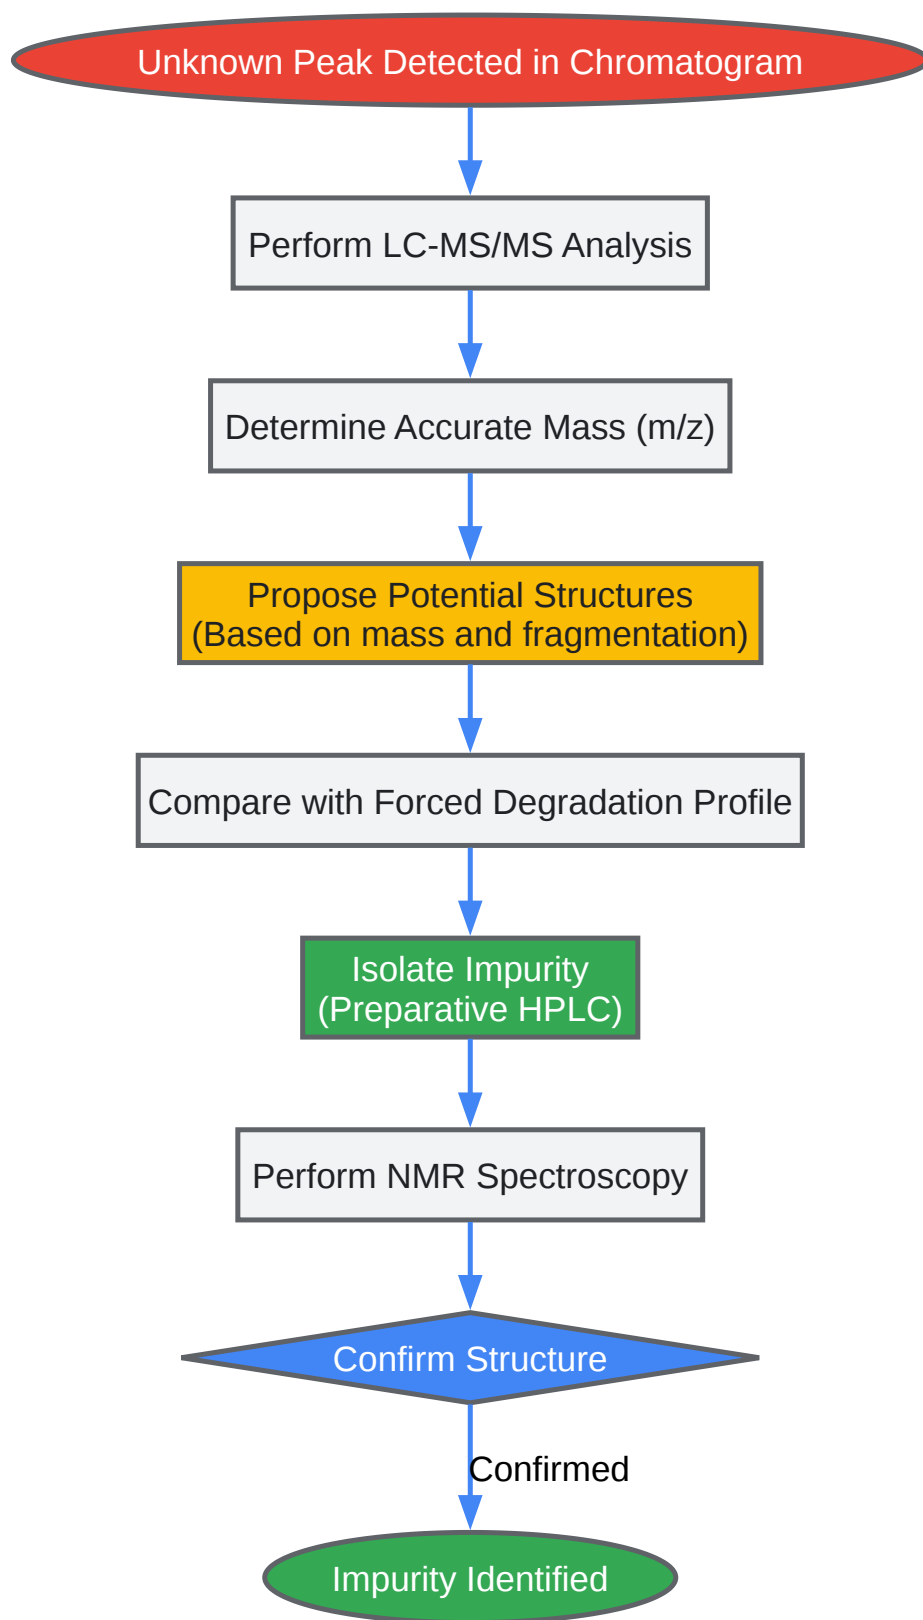 Unknown Peak Detected in Chromatogram
Perform LC-MS/MS Analysis
Determine Accurate Mass (m/z)
Propose Potential Structures
(Based on mass and fragmentation)
Compare with Forced Degradation Profile
Isolate Impurity
(Preparative HPLC)
Perform NMR Spectroscopy
Confirm Structure
Confirmed
Impurity Identified